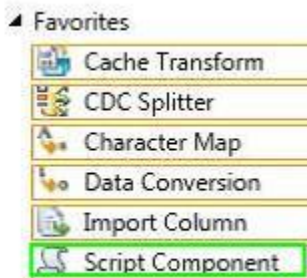 Favorites
Cache Transform
CDC Splitter
Character Map
Data Conversion
Import Column
Script Component